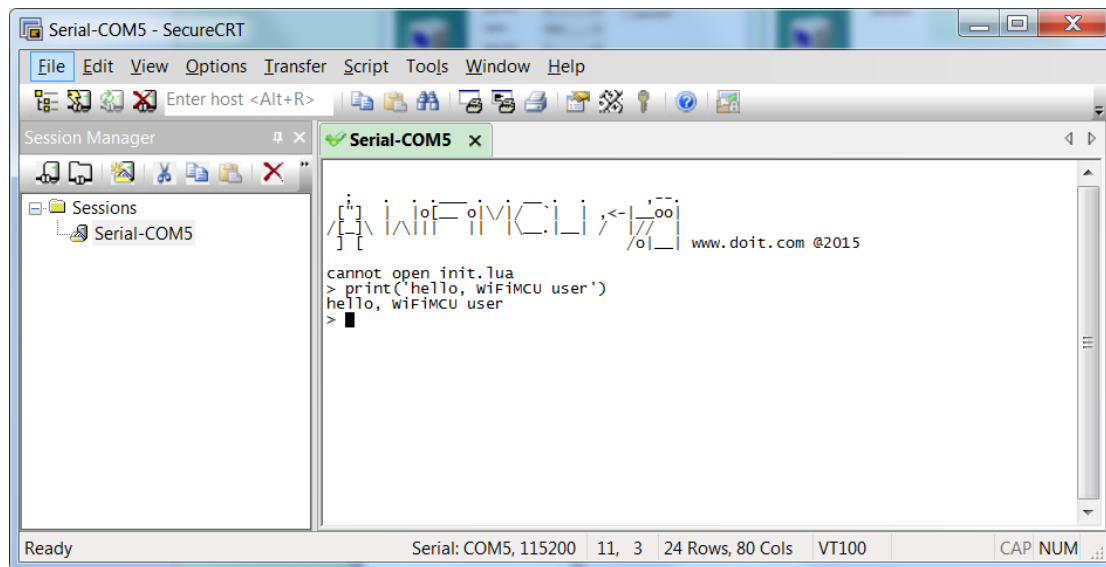 Serial-COM5 - SecureCRT
File Edit View Options Transfer Script Tools Window Help
Enter host <Alt+R>
Session Manager
Serial-COM5
Sessions
Serial-COM5
www.doit.com @2015
cannot open init.lua
> print('hello, WiFiMCU user')
hello, WiFiMCU user
>
Ready Serial: COM5, 115200 11, 3 24 Rows, 80 Cols VT100 CAP NUM